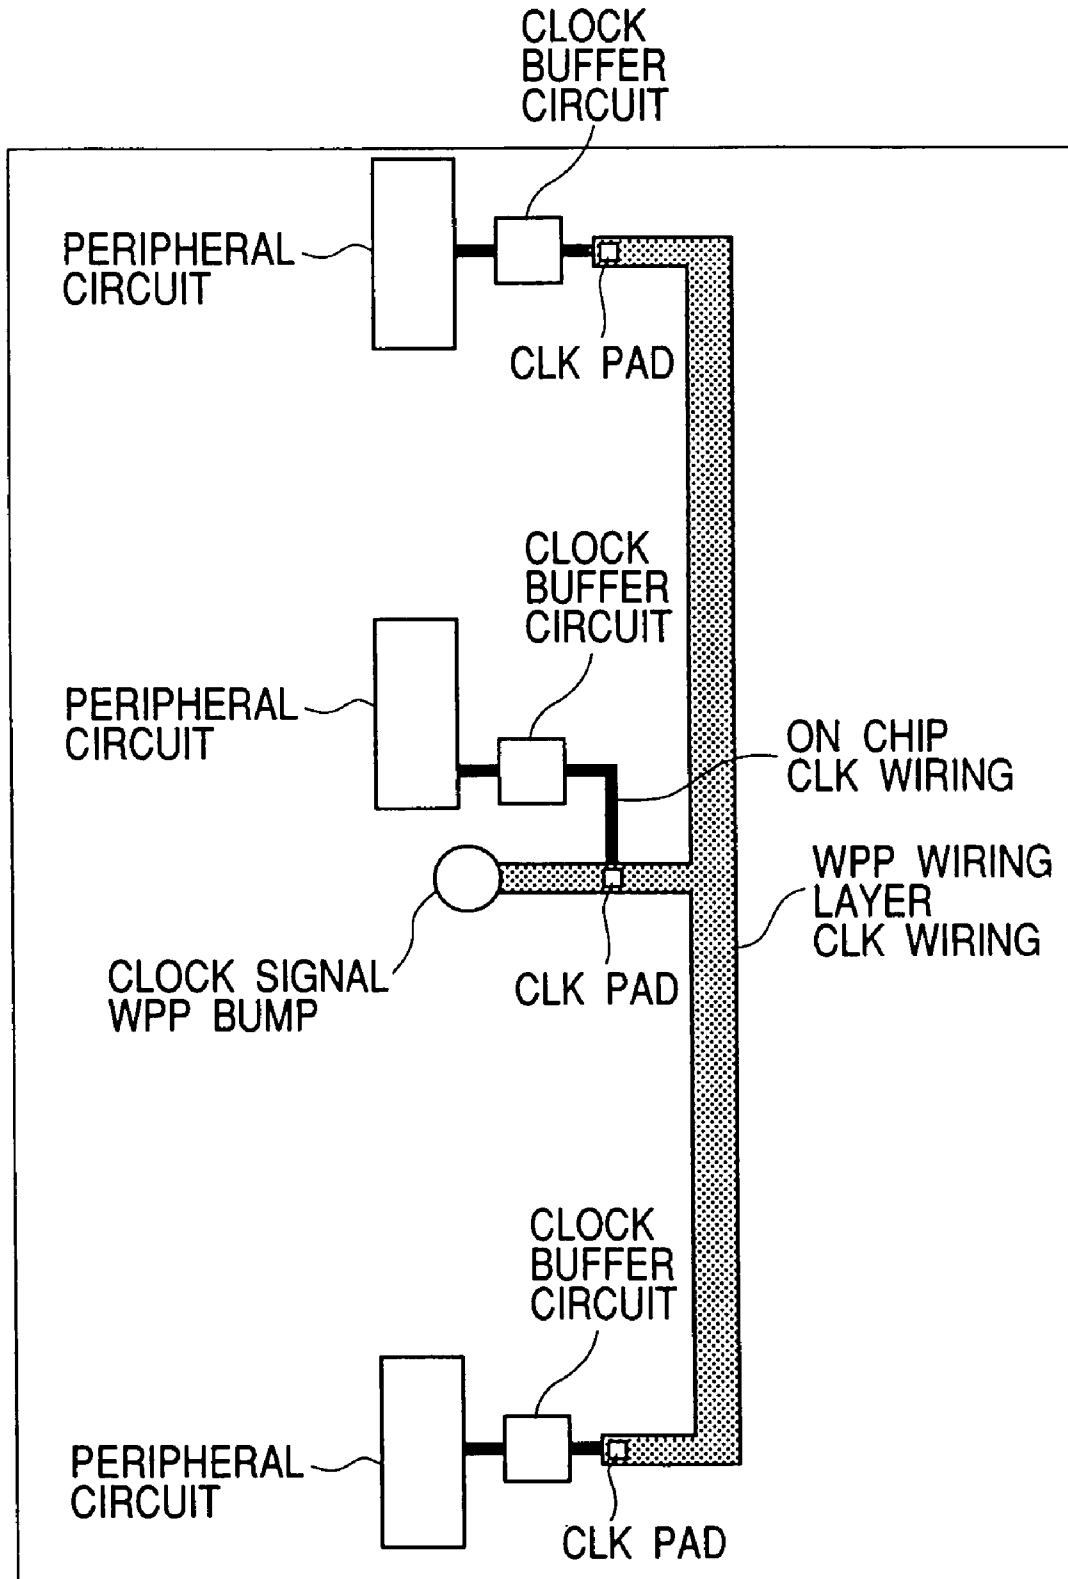 CLOCK
BUFFER
CIRCUIT
PERIPHERAL
CIRCUIT
CLK PAD
CLOCK
BUFFER
CIRCUIT
PERIPHERAL
CIRCUIT
ON CHIP
CLK WIRING
WPP WIRING
LAYER
CLK WIRING
CLOCK SIGNAL
WPP BUMP
CLK PAD
CLOCK
BUFFER
CIRCUIT
PERIPHERAL
CIRCUIT
CLK PAD